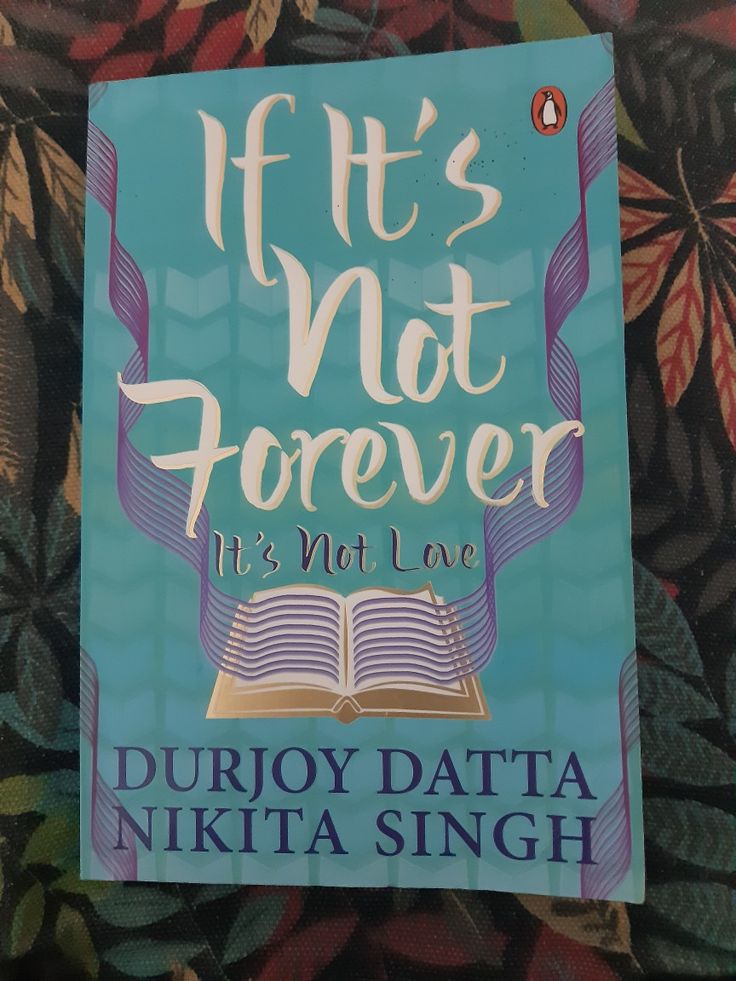 If It's
Not
Forever
It's Not Love
DURJOY DATTA
NIKITA SINGH